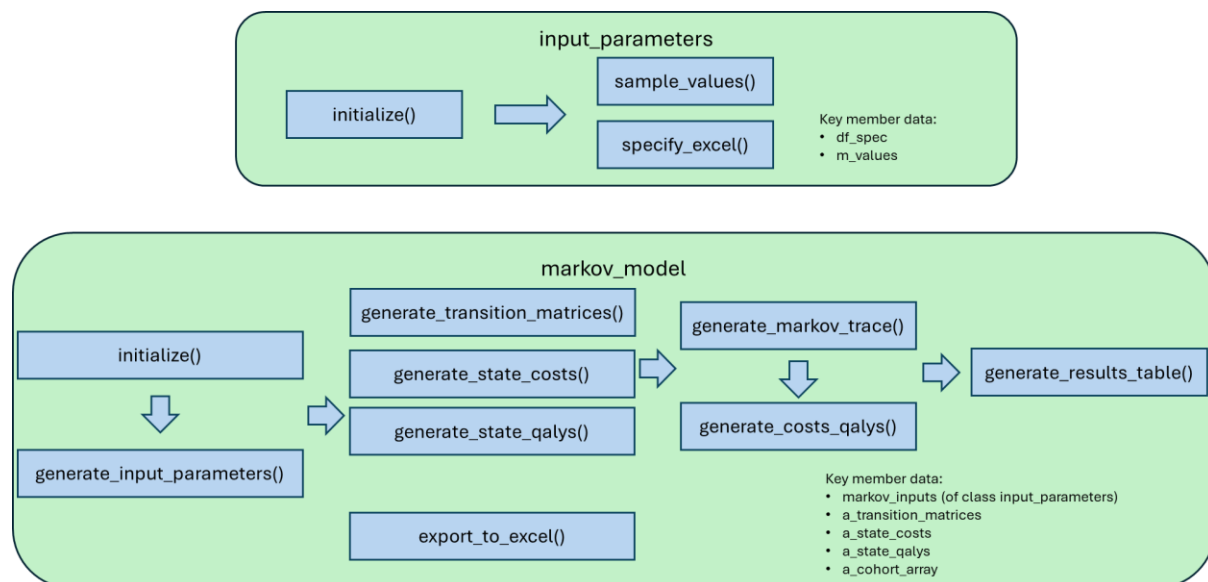 input_parameters
initialize()
sample_values()
specify_excel()
Key member data:
• df_spec
• m_values
markov_model
initialize()
generate_input_parameters()
generate_transition_matrices()
generate_state_costs()
generate_state_qalys()
export_to_excel()
generate_markov_trace()
generate_costs_qalys()
generate_results_table()
Key member data:
• markov_inputs (of class input_parameters)
• a_transition_matrices
• a_state_costs
• a_state_qalys
• a_cohort_array